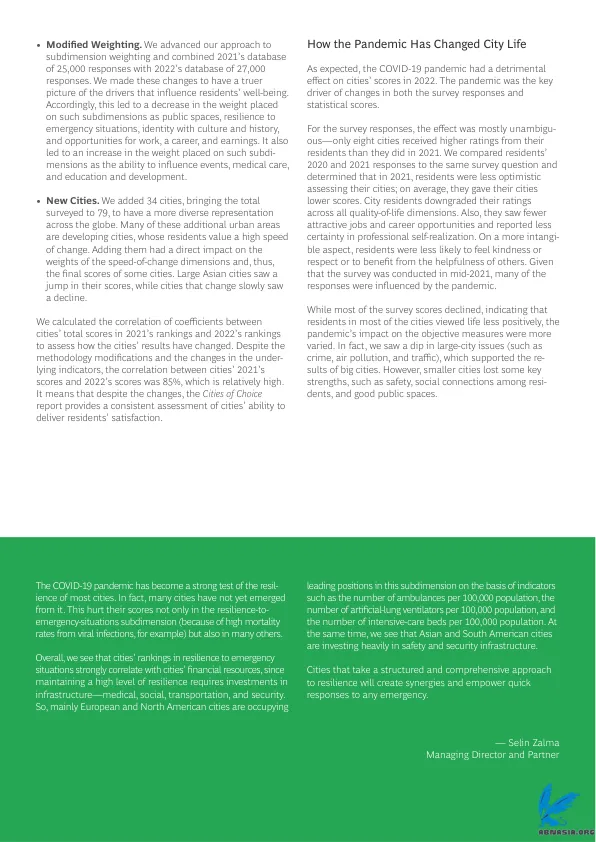 • Modified Weighting. We advanced our approach to
subdimension weighting and combined 2021's database
of 25,000 responses with 2022's database of 27,000
responses. We made these changes to have a truer
picture of the drivers that influence residents' well-being.
Accordingly, this led to a decrease in the weight placed
on such subdimensions as public spaces, resilience to
emergency situations, identity with culture and history,
and opportunities for work, a career, and earnings. It also
led to an increase in the weight placed on such subdi-
mensions as the ability to influence events, medical care,
and education and development.
• New Cities. We added 34 cities, bringing the total
surveyed to 79, to have a more diverse representation
across the globe. Many of these additional urban areas
are developing cities, whose residents value a high speed
of change. Adding them had a direct impact on the
weights of the speed-of-change dimensions and, thus,
the final scores of some cities. Large Asian cities saw a
jump in their scores, while cities that change slowly saw
a decline.
We calculated the correlation of coefficients between
cities' total scores in 2021's rankings and 2022's rankings
to assess how the cities' results have changed. Despite the
methodology modifications and the changes in the under-
lying indicators, the correlation between cities' 2021's
scores and 2022's scores was 85%, which is relatively high.
It means that despite the changes, the Cities of Choice
report provides a consistent assessment of cities' ability to
deliver residents' satisfaction.
How the Pandemic Has Changed City Life
As expected, the COVID-19 pandemic had a detrimental
effect on cities' scores in 2022. The pandemic was the key
driver of changes in both the survey responses and
statistical scores.
For the survey responses, the effect was mostly unambigu-
ous—only eight cities received higher ratings from their
residents than they did in 2021. We compared residents'
2020 and 2021 responses to the same survey question and
determined that in 2021, residents were less optimistic
assessing their cities; on average, they gave their cities
lower scores. City residents downgraded their ratings
across all quality-of-life dimensions. Also, they saw fewer
attractive jobs and career opportunities and reported less
certainty in professional self-realization. On a more intangi-
ble aspect, residents were less likely to feel kindness or
respect or to benefit from the helpfulness of others. Given
that the survey was conducted in mid-2021, many of the
responses were influenced by the pandemic.
While most of the survey scores declined, indicating that
residents in most of the cities viewed life less positively, the
pandemic's impact on the objective measures were more
varied. In fact, we saw a dip in large-city issues (such as
crime, air pollution, and traffic), which supported the re-
sults of big cities. However, smaller cities lost some key
strengths, such as safety, social connections among resi-
dents, and good public spaces.
The COVID-19 pandemic has become a strong test of the resil-
ience of most cities. In fact, many cities have not yet emerged
from it. This hurt their scores not only in the resilience-to-
emergency-situations subdimension (because of high mortality
rates from viral infections, for example) but also in many others.
Overall, we see that cities' rankings in resilience to emergency
situations strongly correlate with cities' financial resources, since
maintaining a high level of resilience requires investments in
infrastructure—medical, social, transportation, and security.
So, mainly European and North American cities are occupying
leading positions in this subdimension on the basis of indicators
such as the number of ambulances per 100,000 population, the
number of artificial-lung ventilators per 100,000 population, and
the number of intensive-care beds per 100,000 population. At
the same time, we see that Asian and South American cities
are investing heavily in safety and security infrastructure.
Cities that take a structured and comprehensive approach
to resilience will create synergies and empower quick
responses to any emergency.
— Selin Zalma
Managing Director and Partner
ABNASIA.ORG